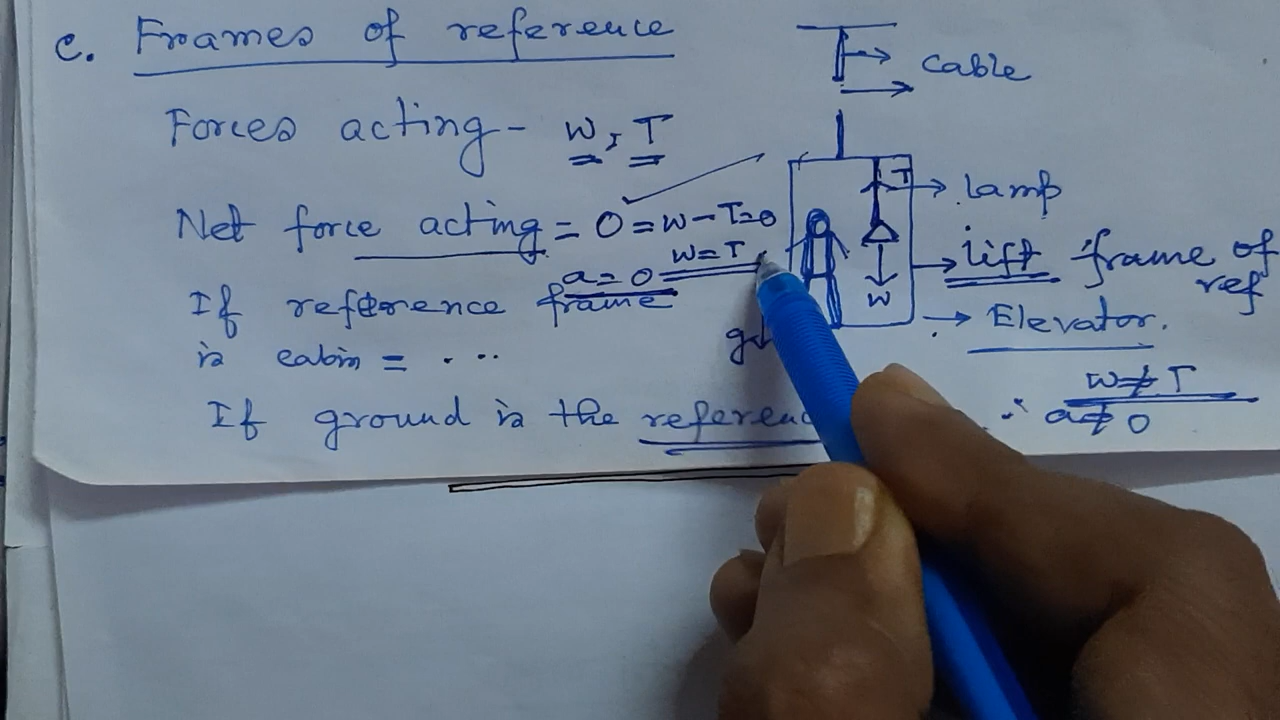 c. Frames of reference
Forces acting - W, T
Net force acting = 0 = W - T = 0
W = T
a = 0
If reference frame
is cabin = . ..
If ground is the
cable
T
lamp
lift frame of
ref
W
Elevator.
g
W ≠ T
∴ a ≠ 0